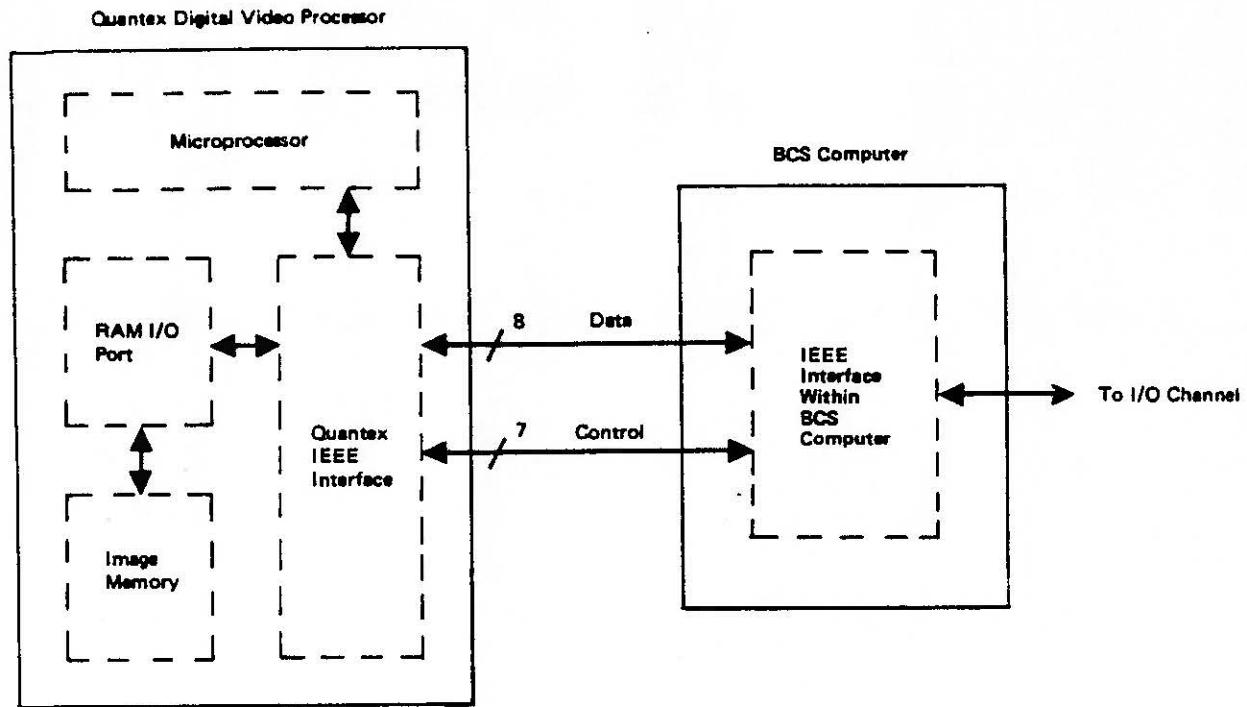 Quantex Digital Video Processor
Microprocessor
BCS Computer
RAM I/O
Port
8 Data
IEEE
Interface
Within
BCS
Computer
To I/O Channel
Quantex
IEEE
Interface
7 Control
Image
Memory